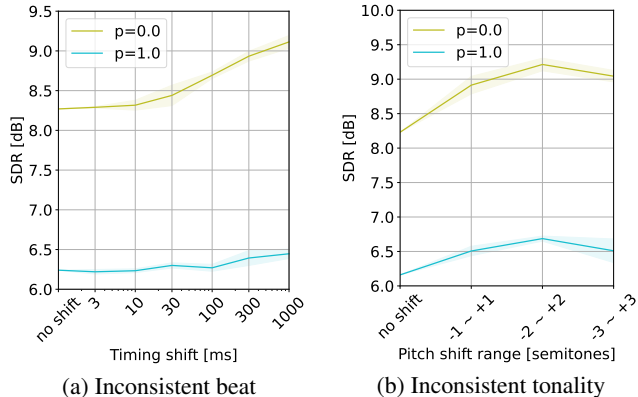 9.5
9.0
8.5
8.0
7.5
7.0
6.5
6.0
SDR [dB]
p=0.0
p=1.0
no shift
3
10
30
100
300
1000
Timing shift [ms]
(a) Inconsistent beat
10.0
9.5
9.0
8.5
8.0
7.5
7.0
6.5
6.0
SDR [dB]
p=0.0
p=1.0
no shift
-1 ~ +1
-2 ~ +2
-3 ~ +3
Pitch shift range [semitones]
(b) Inconsistent tonality